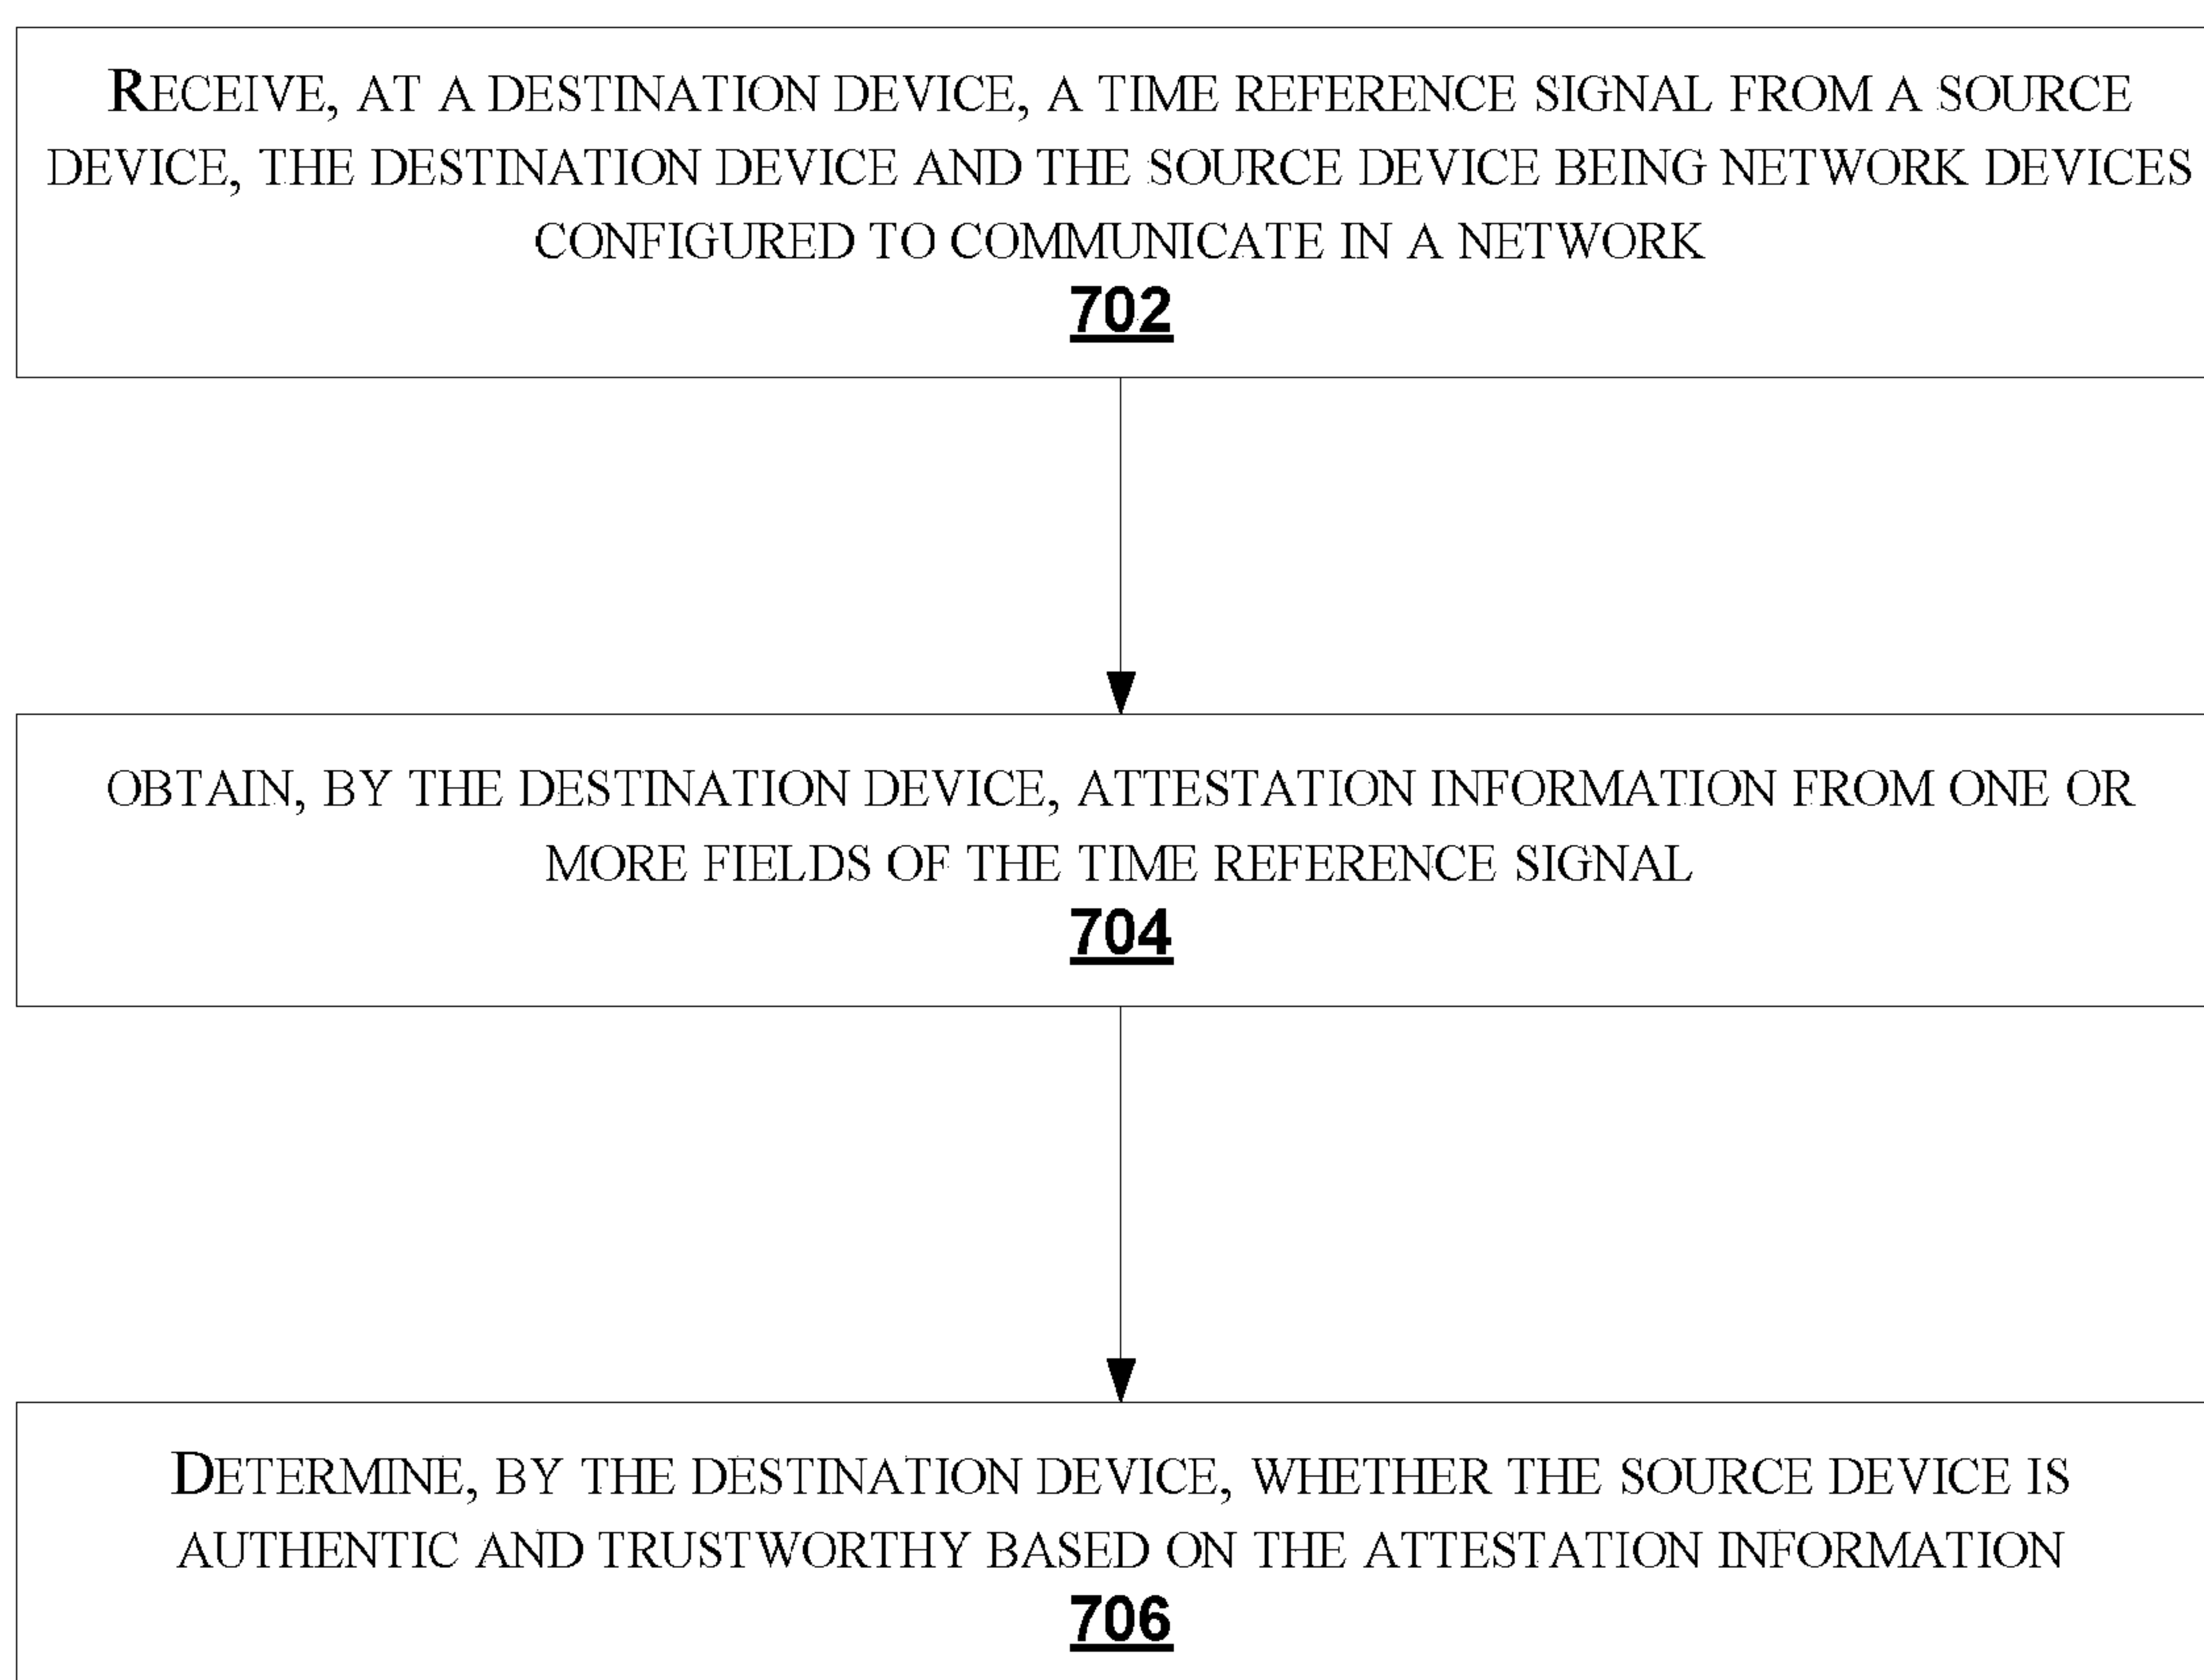 RECEIVE, AT A DESTINATION DEVICE, A TIME REFERENCE SIGNAL FROM A SOURCE
DEVICE, THE DESTINATION DEVICE AND THE SOURCE DEVICE BEING NETWORK DEVICES
CONFIGURED TO COMMUNICATE IN A NETWORK
702
OBTAIN, BY THE DESTINATION DEVICE, ATTESTATION INFORMATION FROM ONE OR
MORE FIELDS OF THE TIME REFERENCE SIGNAL
704
DETERMINE, BY THE DESTINATION DEVICE, WHETHER THE SOURCE DEVICE IS
AUTHENTIC AND TRUSTWORTHY BASED ON THE ATTESTATION INFORMATION
706